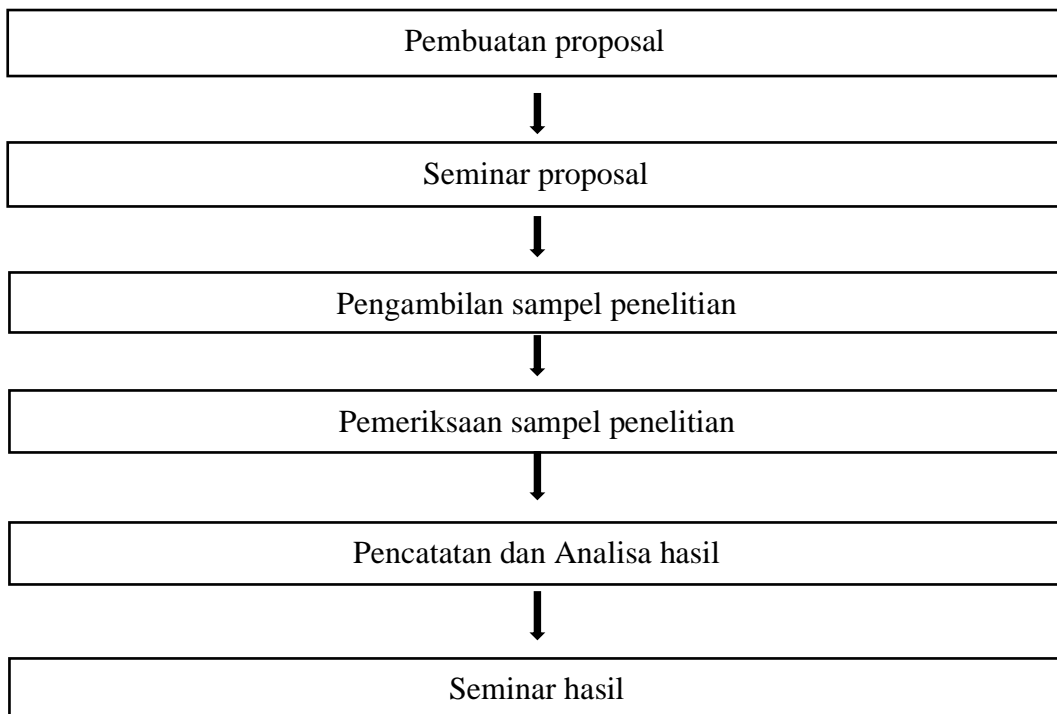 Pembuatan proposal
Seminar proposal
Pengambilan sampel penelitian
Pemeriksaan sampel penelitian
Pencatatan dan Analisa hasil
Seminar hasil